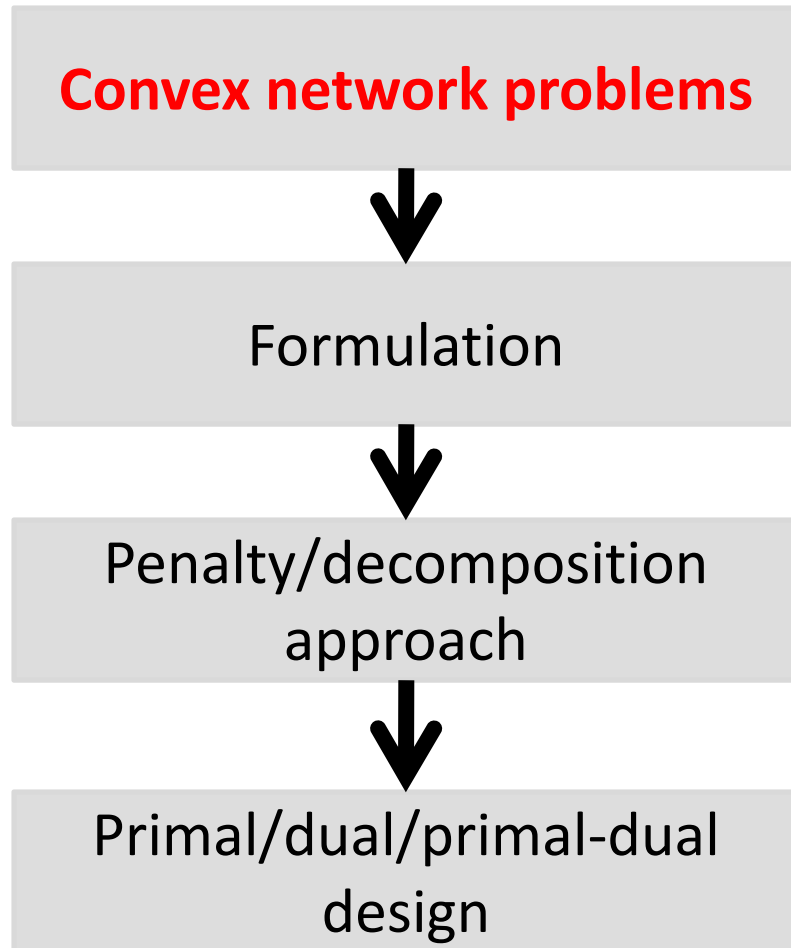 Convex network problems
Formulation
Penalty/decomposition
approach
Primal/dual/primal-dual
design